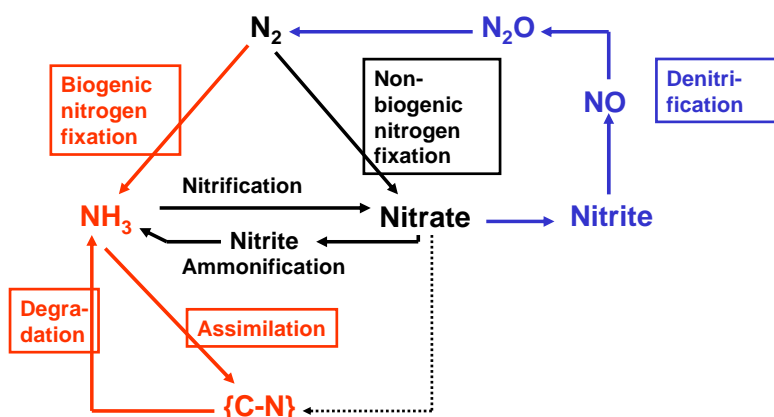 N₂
N₂O
Biogenic
nitrogen
fixation
Non-
biogenic
nitrogen
fixation
NO
Denitri-
fication
Nitrification
NH₃
Nitrate
Nitrite
Nitrite
Ammonification
Degra-
dation
Assimilation
{C-N}